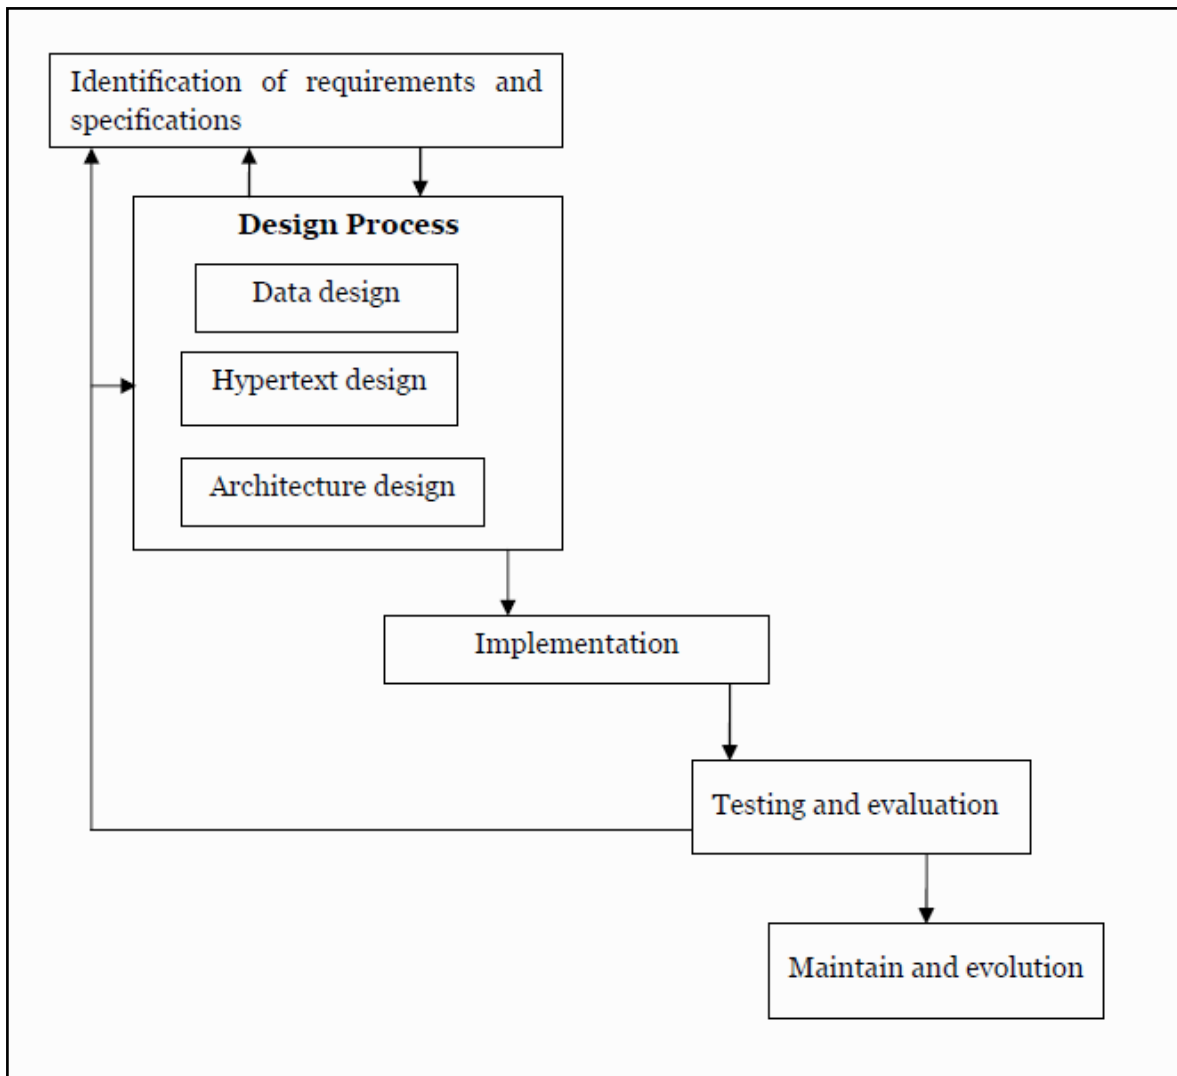 Identification of requirements and
specifications
Design Process
Data design
Hypertext design
Architecture design
Implementation
Testing and evaluation
Maintain and evolution